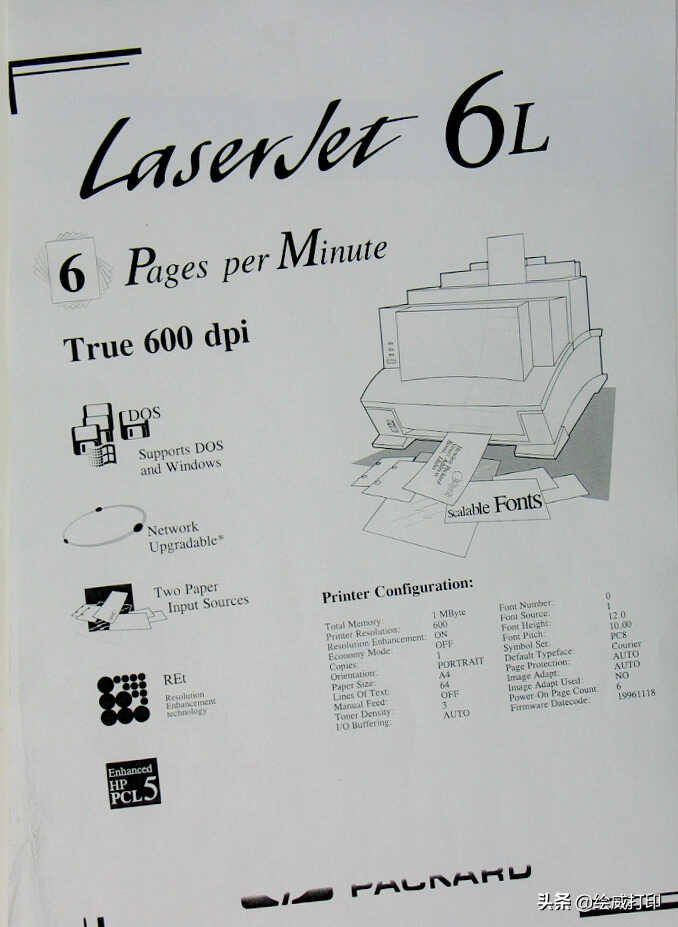 LaserJet 6L
6 Pages per Minute
True 600 dpi
DOS
Supports DOS
and Windows
Network
Upgradable*
Two Paper
Input Sources
REt
Resolution
Enhancement
technology
Enhanced
HP
PCL 5
Scalable Fonts
Printer Configuration:
Total Memory 1 MByte
Printer Resolution: 600
Resolution Enhancement: ON
Economy Mode: OFF
Copies: 1
Orientation: PORTRAIT
Paper Size: A4
Lines Of Text: 64
Manual Feed: OFF
Toner Density: 3
I/O Buffering: AUTO
Font Number: 0
Font Source: 1
Font Height: 12.0
Font Pitch: 10.00
Symbol Set: PC8
Default Typeface: Courier
Page Protection: AUTO
Image Adapt: AUTO
Image Adapt Used: NO
Power-On Page Count: 6
Firmware Datecode: 19961118
PACKARD
头条 @绘威打印